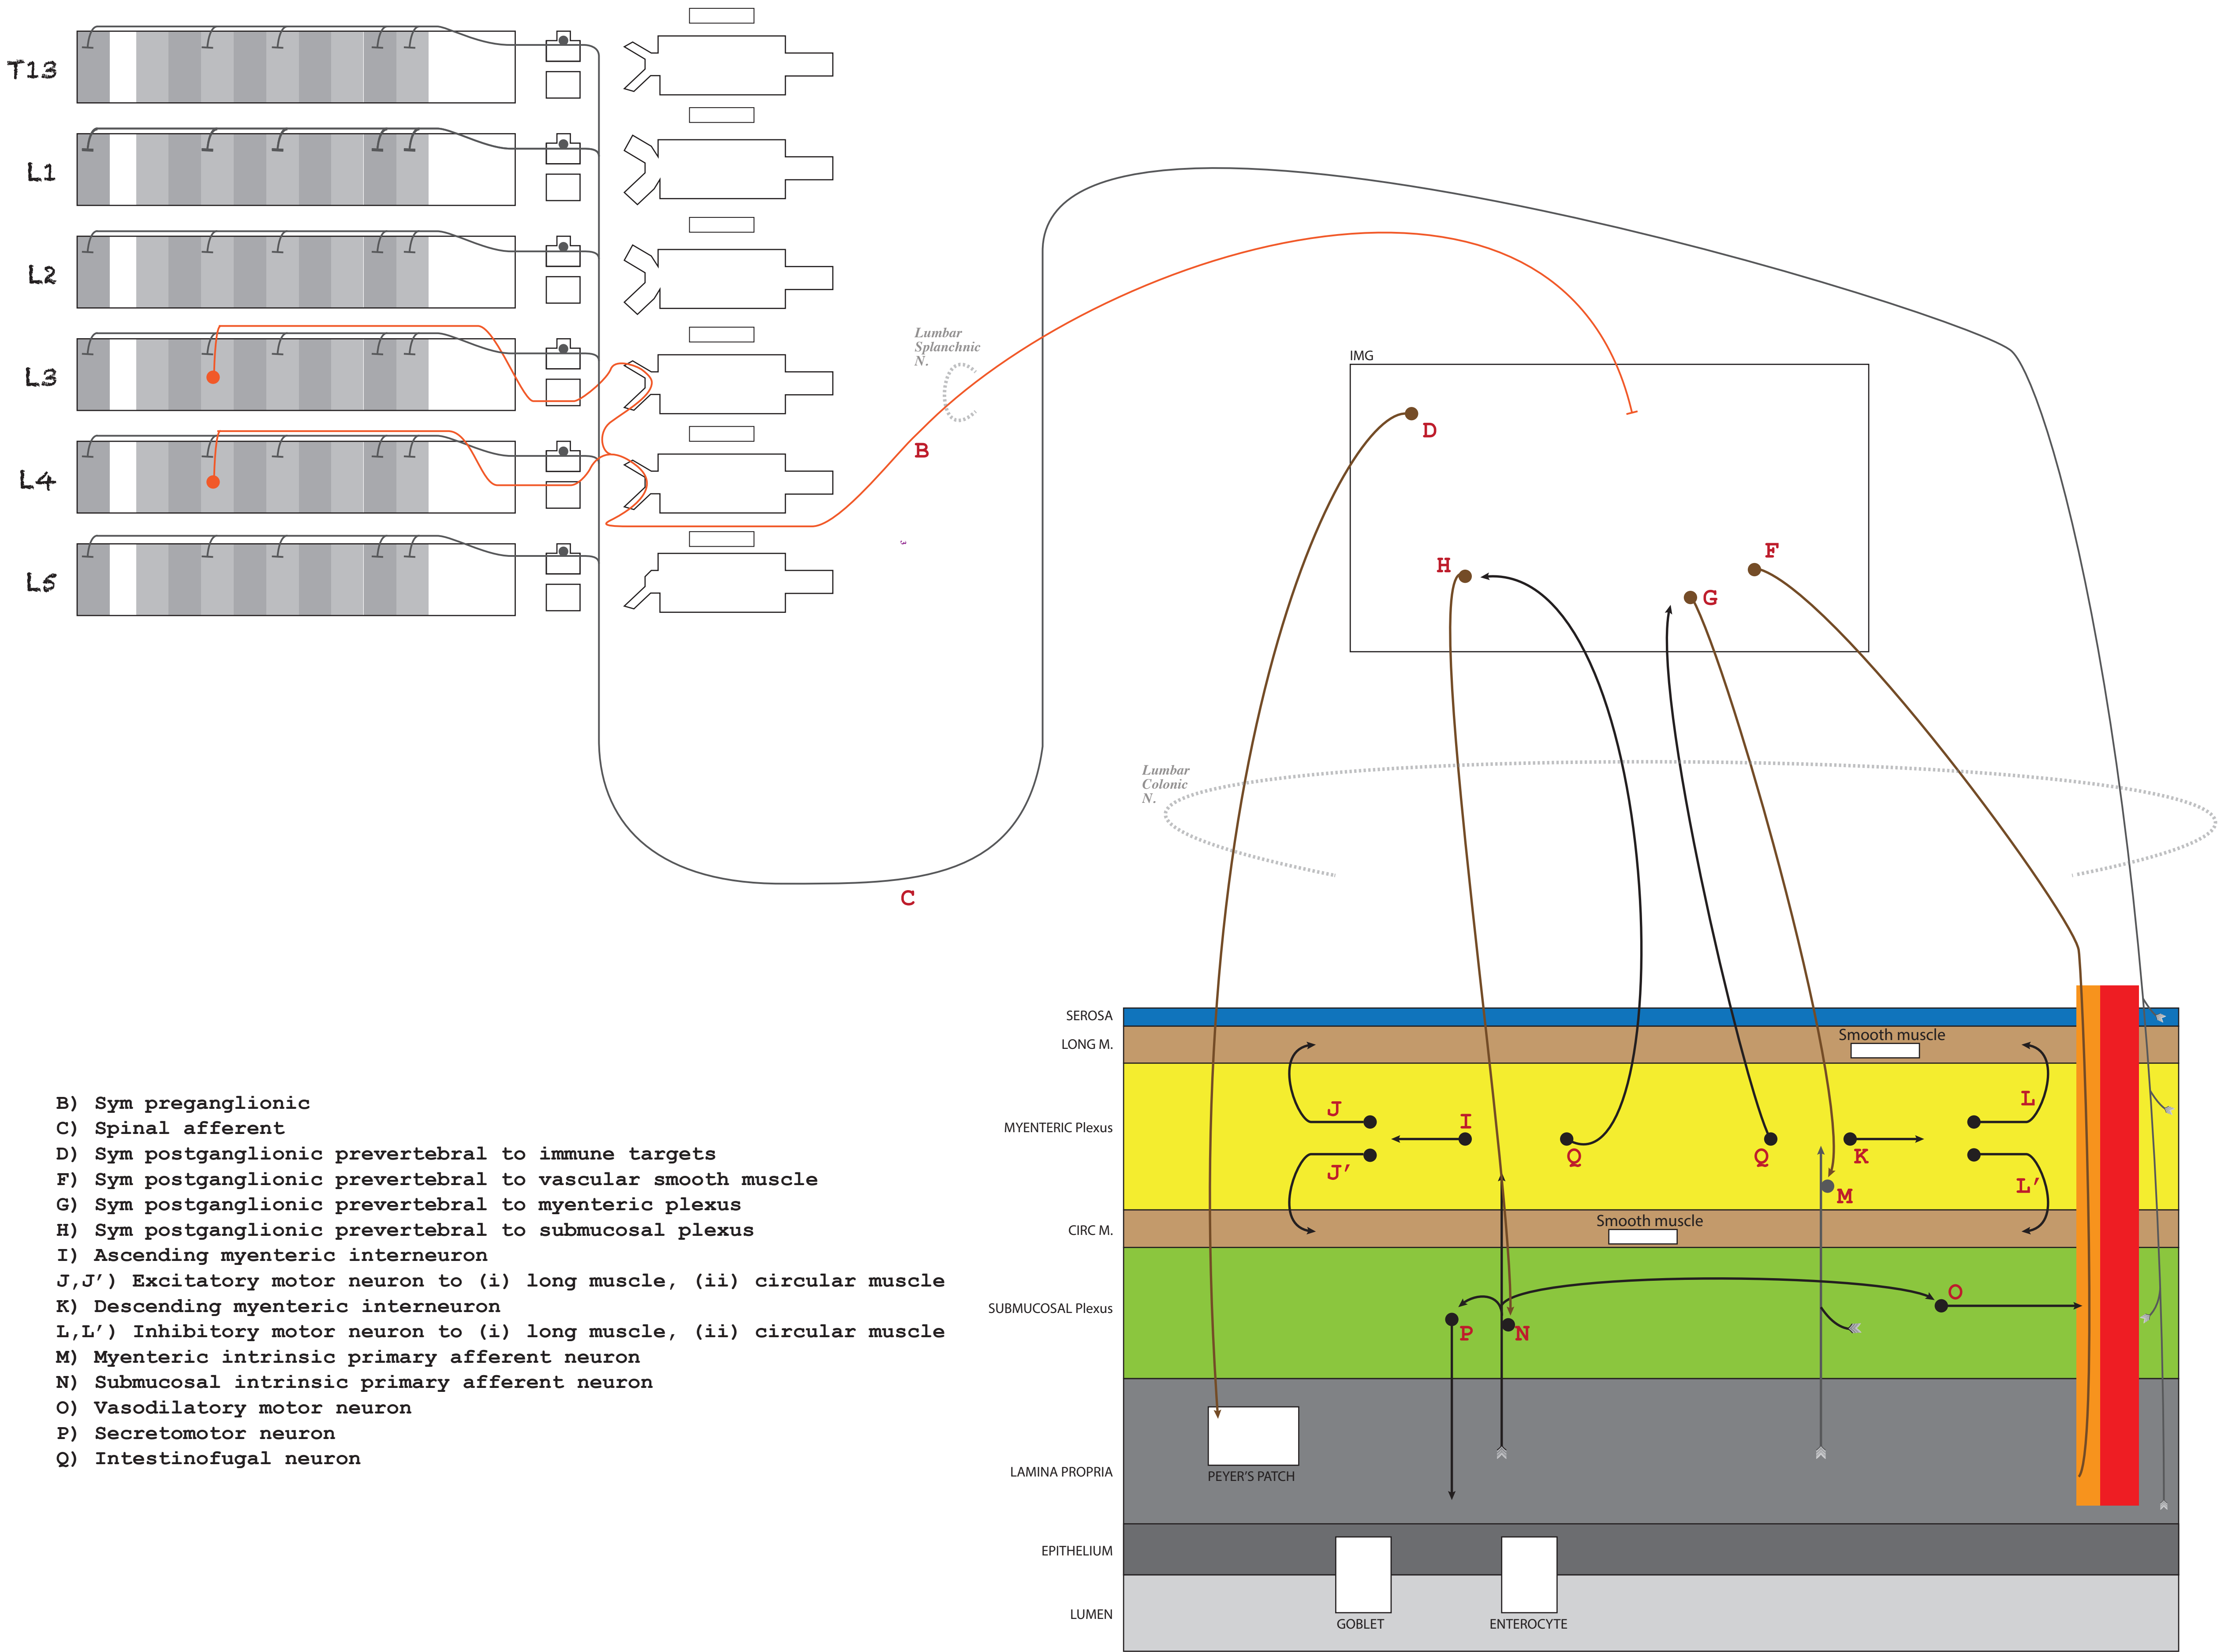 T13
L1
L2
L3
L4
L5
Lumbar
Splanchnic
N.
B
IMG
D
H
F
G
Lumbar
Colonic
N.
C
B) Sym preganglionic
C) Spinal afferent
D) Sym postganglionic prevertebral to immune targets
F) Sym postganglionic prevertebral to vascular smooth muscle
G) Sym postganglionic prevertebral to myenteric plexus
H) Sym postganglionic prevertebral to submucosal plexus
I) Ascending myenteric interneuron
J,J’) Excitatory motor neuron to (i) long muscle, (ii) circular muscle
K) Descending myenteric interneuron
L,L’) Inhibitory motor neuron to (i) long muscle, (ii) circular muscle
M) Myenteric intrinsic primary afferent neuron
N) Submucosal intrinsic primary afferent neuron
O) Vasodilatory motor neuron
P) Secretomotor neuron
Q) Intestinofugal neuron
SEROSA
LONG M.
Smooth muscle
MYENTERIC Plexus
J
I
L
J’
Q
Q
K
L’
M
CIRC M.
Smooth muscle
SUBMUCOSAL Plexus
O
P
N
LAMINA PROPRIA
PEYER’S PATCH
EPITHELIUM
LUMEN
GOBLET
ENTEROCYTE